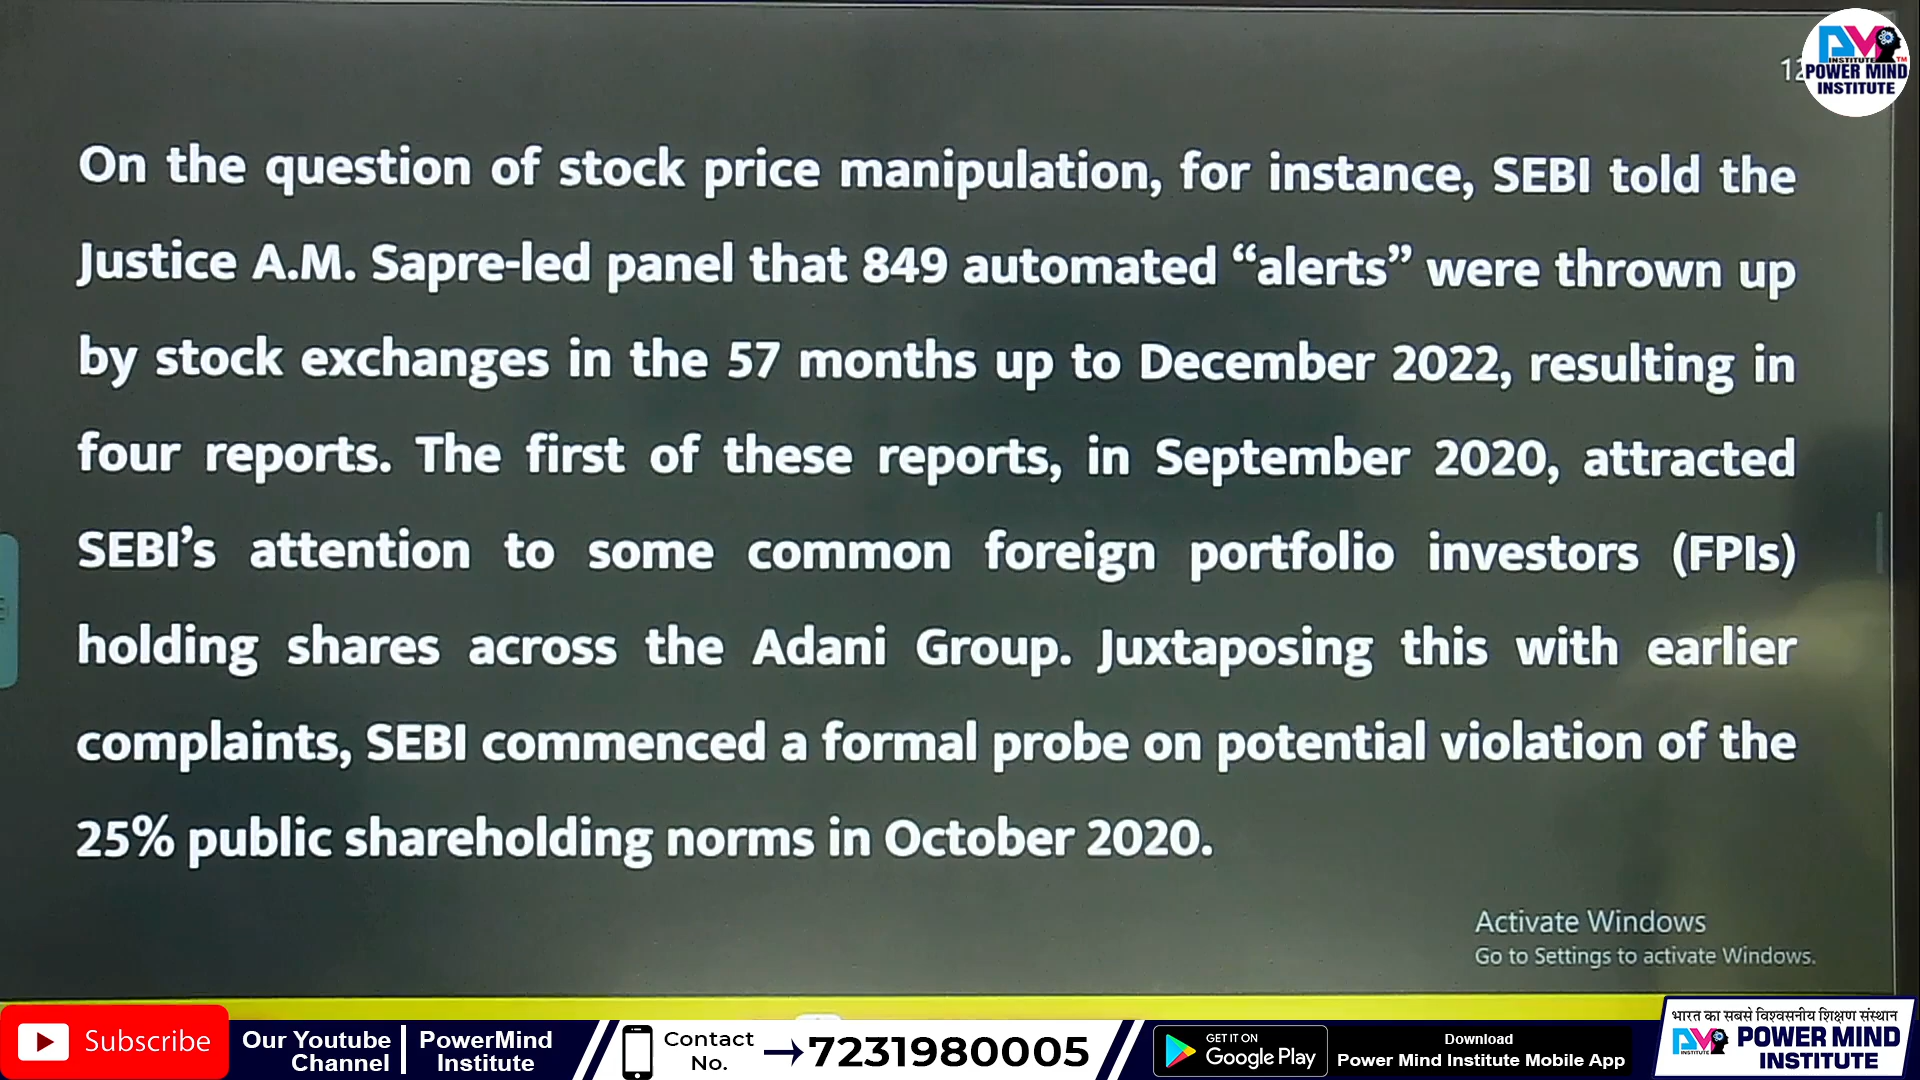 12
POWER MIND
INSTITUTE
On the question of stock price manipulation, for instance, SEBI told the
Justice A.M. Sapre-led panel that 849 automated “alerts” were thrown up
by stock exchanges in the 57 months up to December 2022, resulting in
four reports. The first of these reports, in September 2020, attracted
SEBI’s attention to some common foreign portfolio investors (FPIs)
holding shares across the Adani Group. Juxtaposing this with earlier
complaints, SEBI commenced a formal probe on potential violation of the
25% public shareholding norms in October 2020.
Activate Windows
Go to Settings to activate Windows.
Subscribe
Our Youtube
Channel
PowerMind
Institute
Contact
No.
7231980005
GET IT ON
Google Play
Download
Power Mind Institute Mobile App
भारत का सबसे विश्वसनीय शिक्षण संस्थान
POWER MIND
INSTITUTE